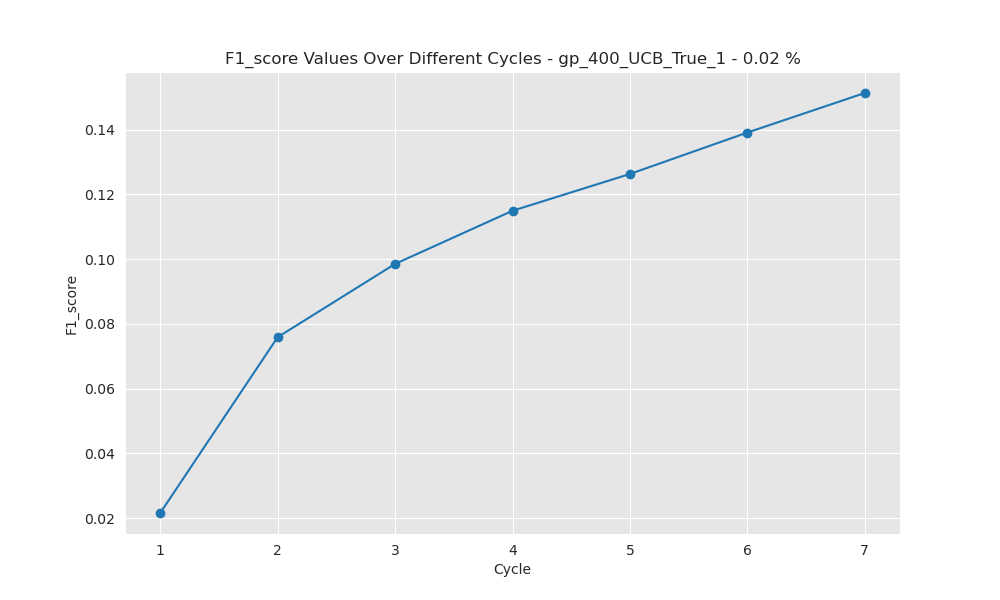 F1_score Values Over Different Cycles - gp_400_UCB_True_1 - 0.02 %
F1_score
0.14
0.12
0.10
0.08
0.06
0.04
0.02
1 2 3 4 5 6 7
Cycle